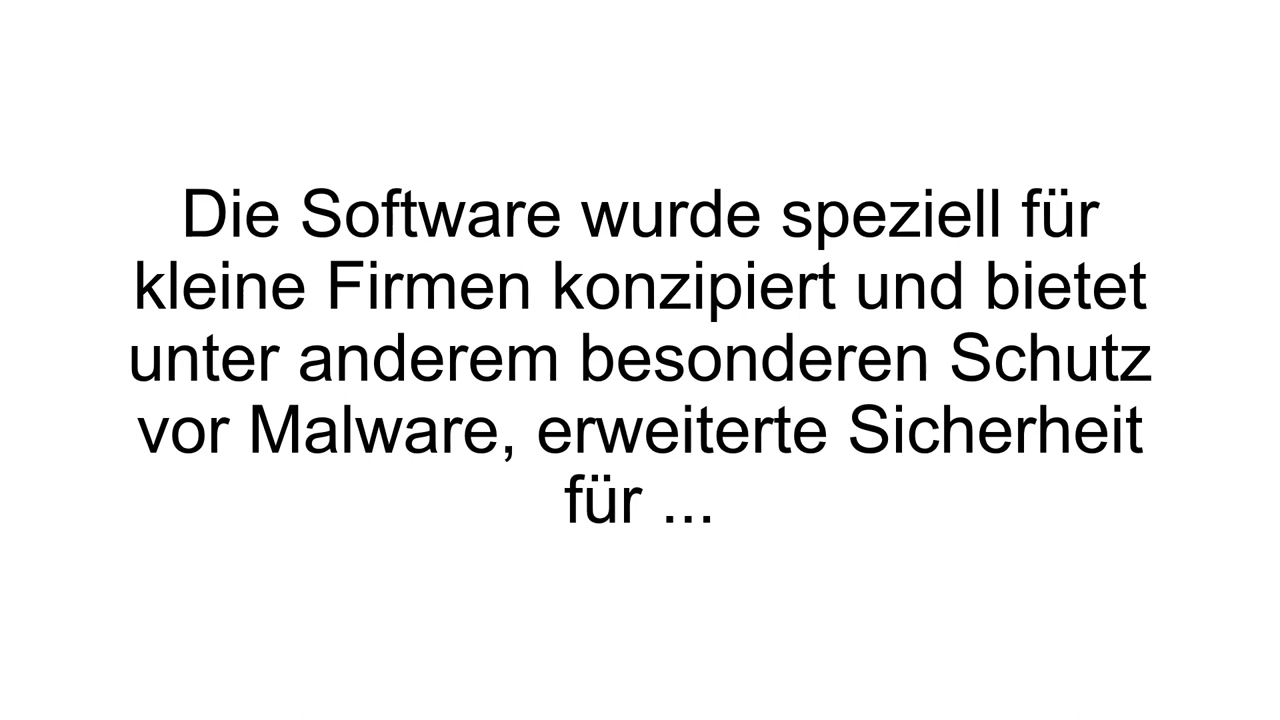 Die Software wurde speziell für
kleine Firmen konzipiert und bietet
unter anderem besonderen Schutz
vor Malware, erweiterte Sicherheit
für ...